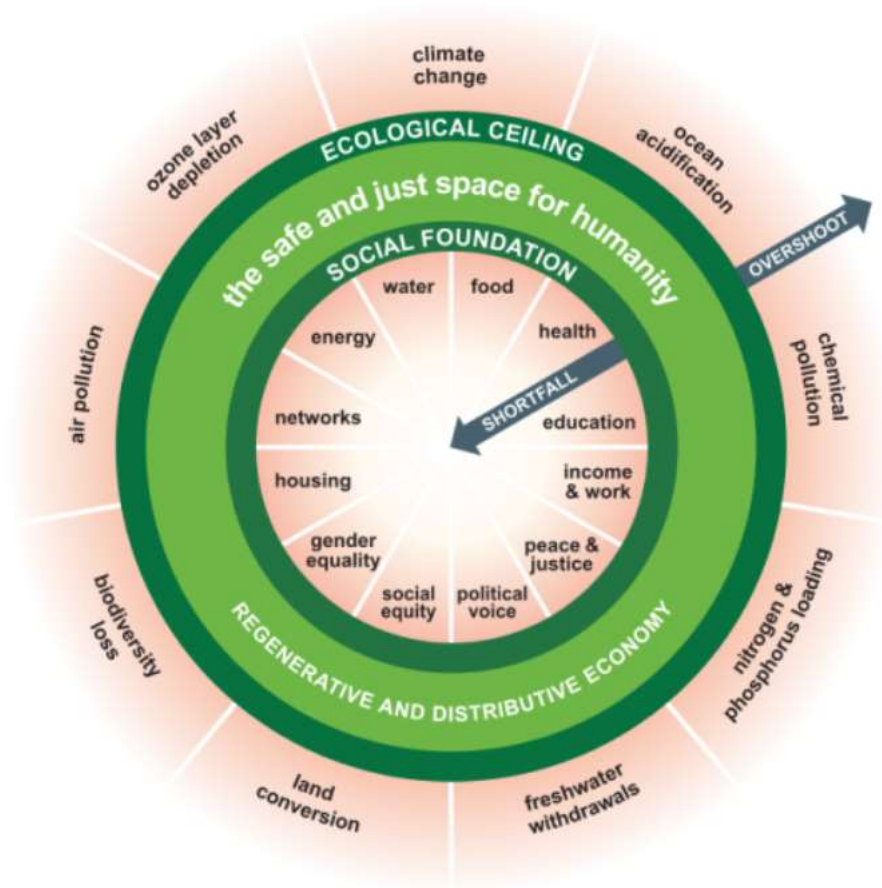 climate
change
ocean
acidification
chemical
pollution
nitrogen &
phosphorus loading
freshwater
withdrawals
land
conversion
biodiversity
loss
air pollution
ozone layer
depletion
ECOLOGICAL CEILING
the safe and just space for humanity
OVERSHOOT
SOCIAL FOUNDATION
water
food
health
SHORTFALL
education
income
& work
peace &
justice
political
voice
social
equity
gender
equality
housing
networks
energy
REGENERATIVE AND DISTRIBUTIVE ECONOMY